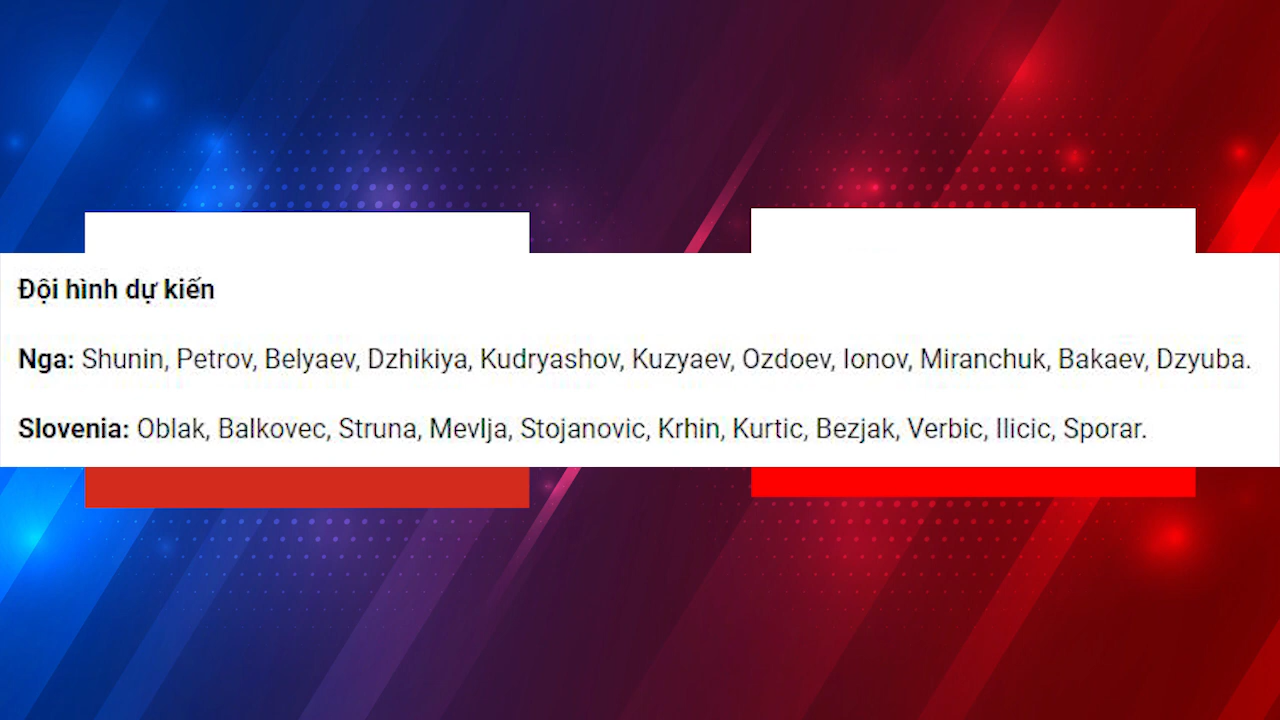 Đội hình dự kiến
Nga: Shunin, Petrov, Belyaev, Dzhikiya, Kudryashov, Kuzyaev, Ozdoev, Ionov, Miranchuk, Bakaev, Dzyuba.
Slovenia: Oblak, Balkovec, Struna, Mevlja, Stojanovic, Krhin, Kurtic, Bezjak, Verbic, Ilicic, Sporar.